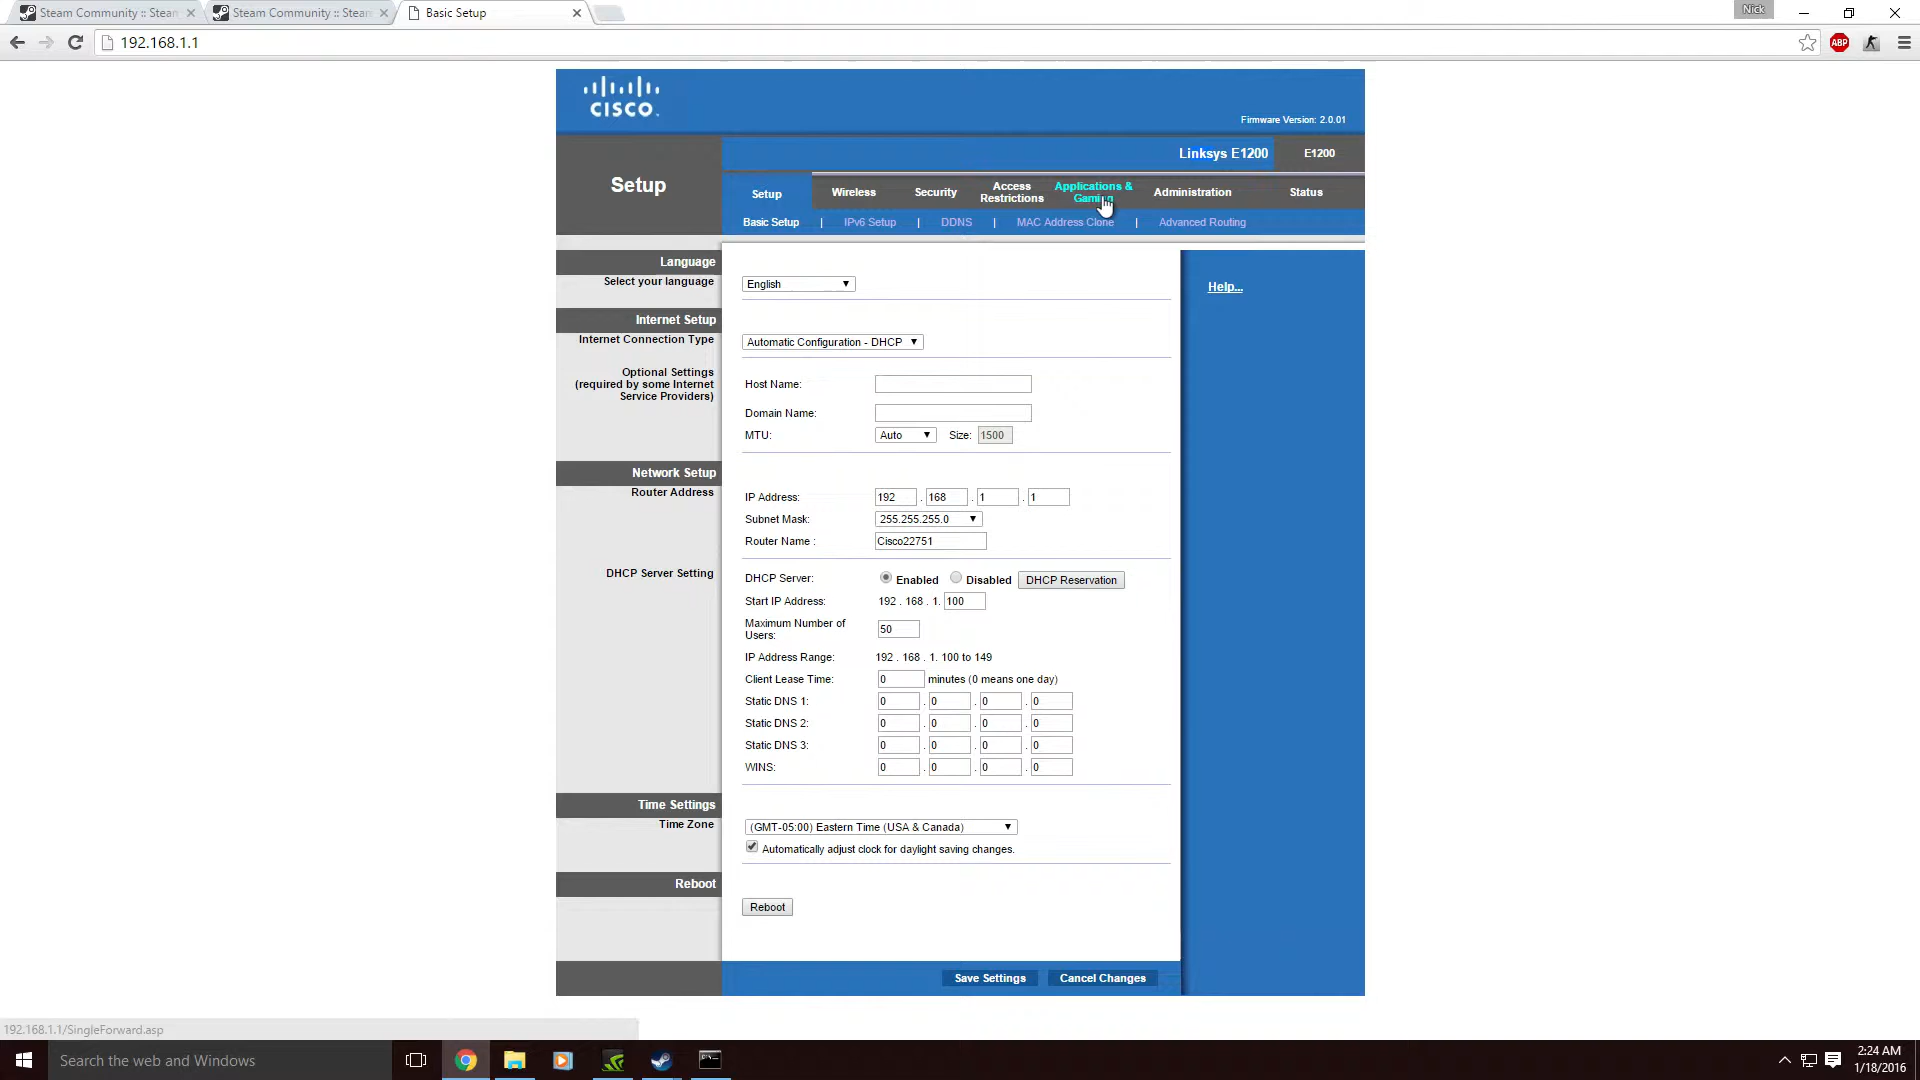 Steam Community :: Steam
Steam Community :: Steam
Basic Setup
Nick
192.168.1.1
ABP
CISCO
Firmware Version: 2.0.01
Linksys E1200
E1200
Setup
Setup
Wireless
Security
Access Restrictions
Applications & Gaming
Administration
Status
Basic Setup | IPv6 Setup | DDNS | MAC Address Clone | Advanced Routing
Language
Select your language
English
Help...
Internet Setup
Internet Connection Type
Automatic Configuration - DHCP
Optional Settings
(required by some Internet
Service Providers)
Host Name:
Domain Name:
MTU: Auto Size: 1500
Network Setup
Router Address
IP Address: 192 . 168 . 1 . 1
Subnet Mask: 255.255.255.0
Router Name : Cisco22751
DHCP Server Setting
DHCP Server: Enabled Disabled DHCP Reservation
Start IP Address: 192 . 168 . 1. 100
Maximum Number of
Users: 50
IP Address Range: 192 . 168 . 1. 100 to 149
Client Lease Time: 0 minutes (0 means one day)
Static DNS 1: 0 . 0 . 0 . 0
Static DNS 2: 0 . 0 . 0 . 0
Static DNS 3: 0 . 0 . 0 . 0
WINS: 0 . 0 . 0 . 0
Time Settings
Time Zone
(GMT-05:00) Eastern Time (USA & Canada)
Automatically adjust clock for daylight saving changes.
Reboot
Reboot
Save Settings
Cancel Changes
192.168.1.1/SingleForward.asp
Search the web and Windows
2:24 AM
1/18/2016